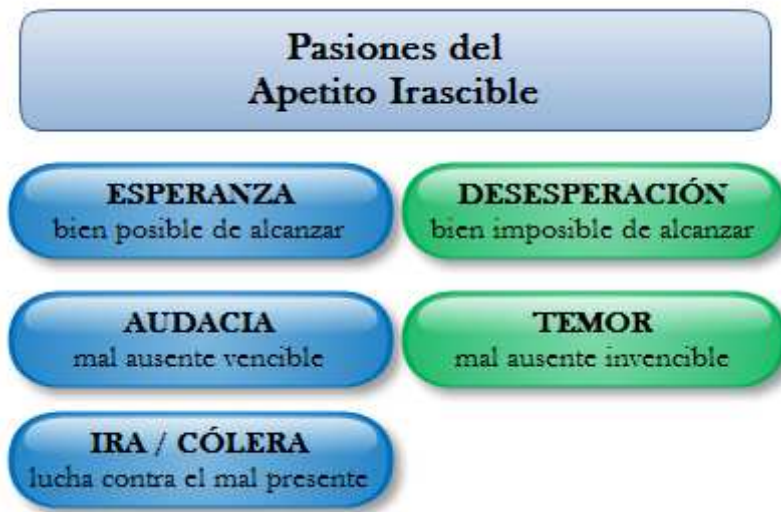 Pasiones del
Apetito Irascible
ESPERANZA
bien posible de alcanzar
DESESPERACIÓN
bien imposible de alcanzar
AUDACIA
mal ausente vencible
TEMOR
mal ausente invencible
IRA / CÓLERA
lucha contra el mal presente